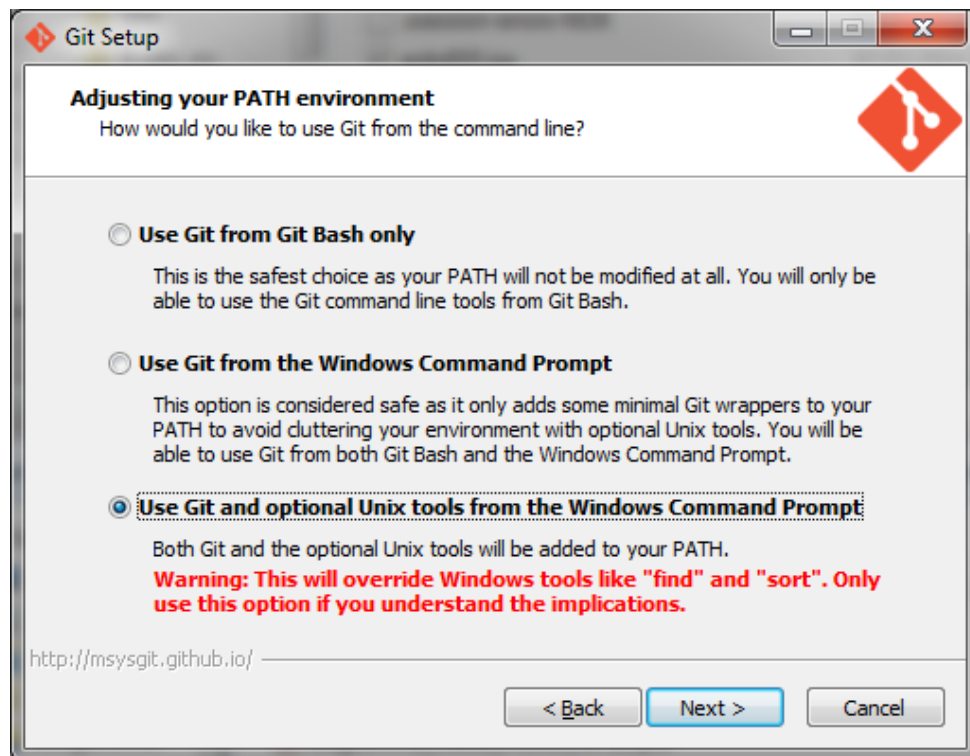 Git Setup
Adjusting your PATH environment
How would you like to use Git from the command line?
Use Git from Git Bash only
This is the safest choice as your PATH will not be modified at all. You will only be
able to use the Git command line tools from Git Bash.
Use Git from the Windows Command Prompt
This option is considered safe as it only adds some minimal Git wrappers to your
PATH to avoid cluttering your environment with optional Unix tools. You will be
able to use Git from both Git Bash and the Windows Command Prompt.
Use Git and optional Unix tools from the Windows Command Prompt
Both Git and the optional Unix tools will be added to your PATH.
Warning: This will override Windows tools like "find" and "sort". Only
use this option if you understand the implications.
http://msysgit.github.io/
< Back Next > Cancel